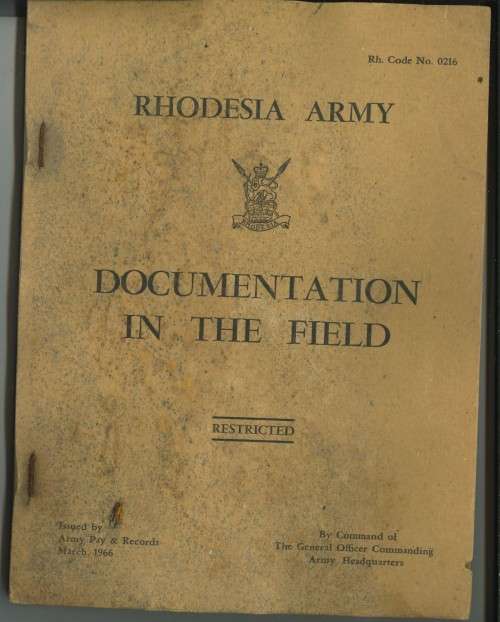 Rh. Code No. 0216
RHODESIA ARMY
RHODESIA
DOCUMENTATION
IN THE FIELD
RESTRICTED
Issued by
Army Pay & Records
March, 1966
By Command of
The General Officer Commanding
Army Headquarters